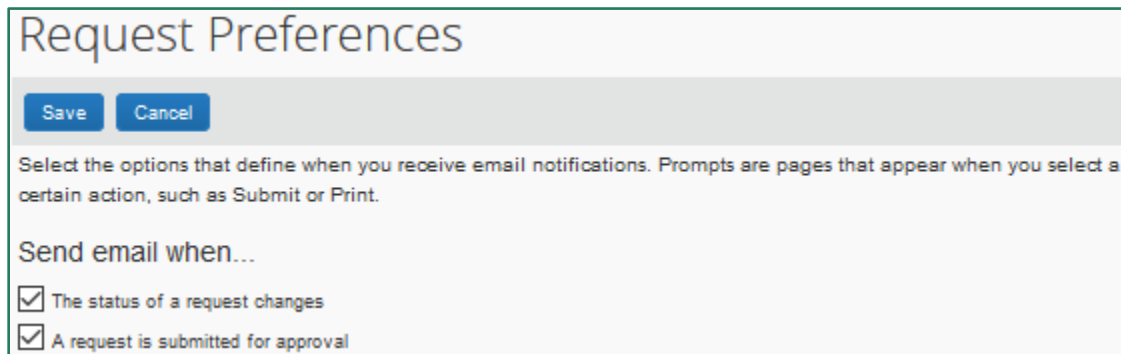 Request Preferences
Save Cancel
Select the options that define when you receive email notifications. Prompts are pages that appear when you select a
certain action, such as Submit or Print.
Send email when...
The status of a request changes
A request is submitted for approval